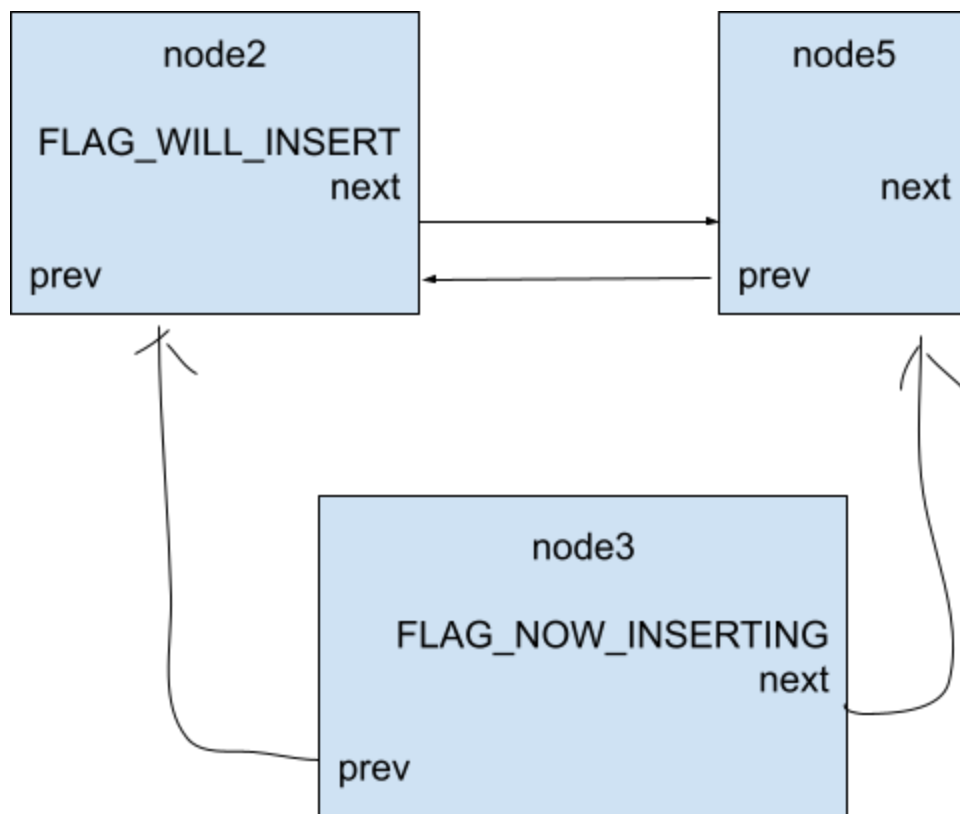 node2
FLAG_WILL_INSERT
next
prev
node5
next
prev
node3
FLAG_NOW_INSERTING
next
prev